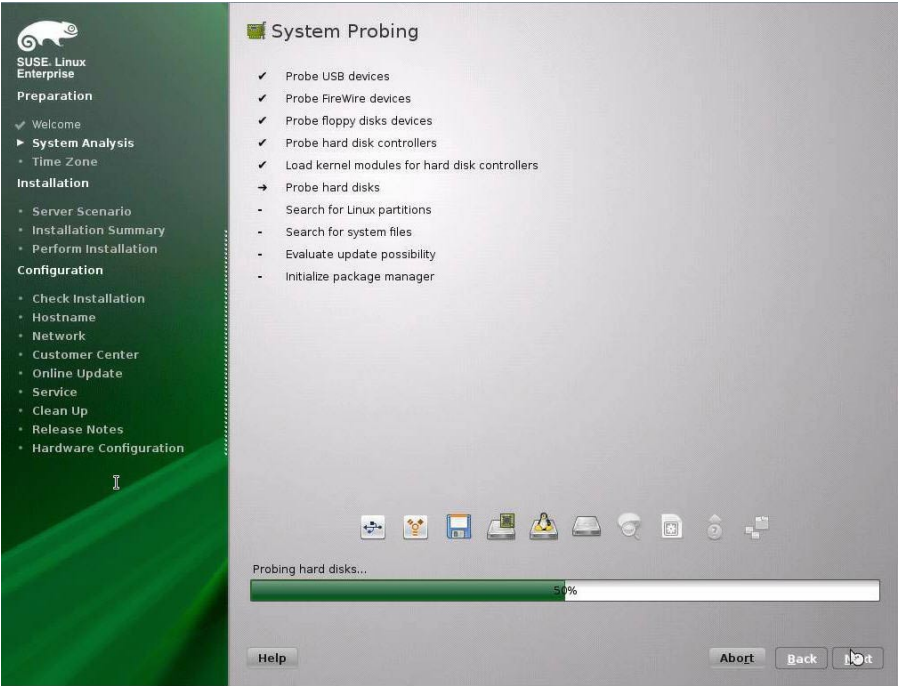 SUSE. Linux
Enterprise
Preparation
Welcome
System Analysis
Time Zone
Installation
Server Scenario
Installation Summary
Perform Installation
Configuration
Check Installation
Hostname
Network
Customer Center
Online Update
Service
Clean Up
Release Notes
Hardware Configuration
System Probing
Probe USB devices
Probe FireWire devices
Probe floppy disks devices
Probe hard disk controllers
Load kernel modules for hard disk controllers
Probe hard disks
Search for Linux partitions
Search for system files
Evaluate update possibility
Initialize package manager
Probing hard disks...
50%
Help
Abort
Back